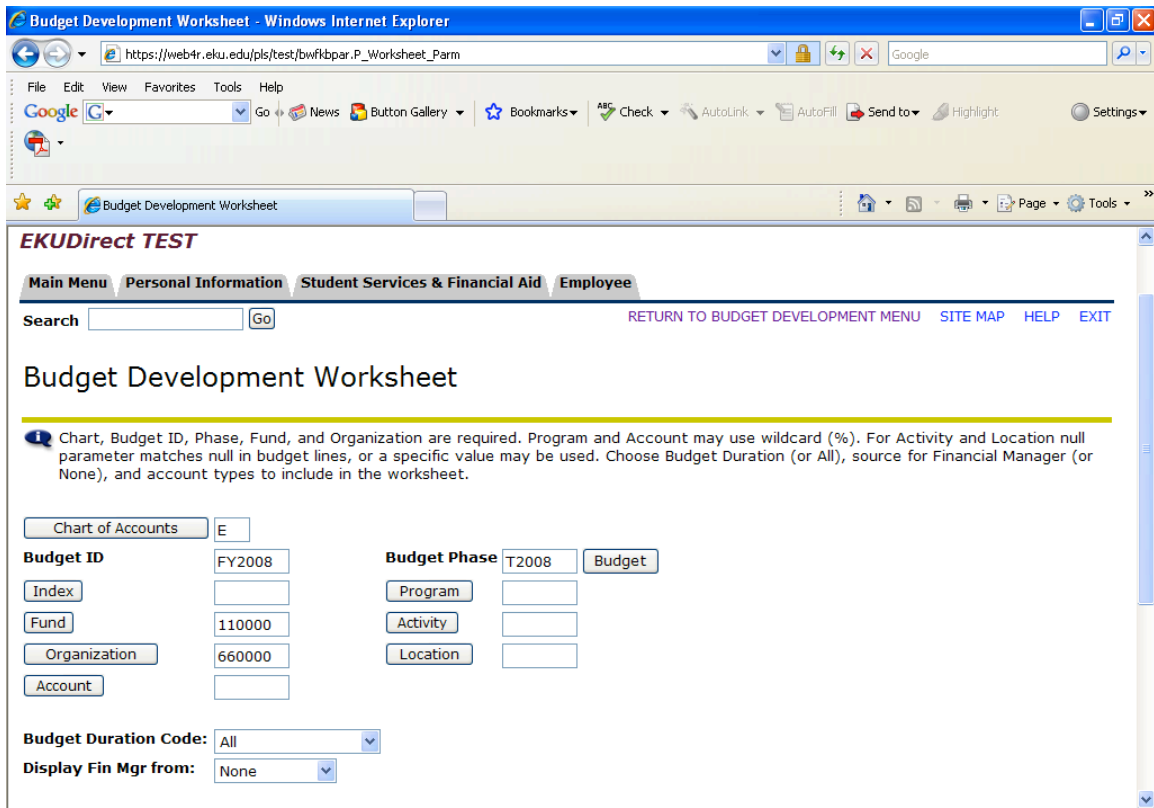 Budget Development Worksheet - Windows Internet Explorer
https://web4r.eku.edu/pls/test/bwfkbpar.P_Worksheet_Parm Google
File Edit View Favorites Tools Help
Google G Go News Button Gallery Bookmarks ABC Check AutoLink AutoFill Send to Highlight Settings
Budget Development Worksheet Page Tools »
EKUDirect TEST
Main Menu Personal Information Student Services & Financial Aid Employee
Search Go RETURN TO BUDGET DEVELOPMENT MENU SITE MAP HELP EXIT
Budget Development Worksheet
Chart, Budget ID, Phase, Fund, and Organization are required. Program and Account may use wildcard (%). For Activity and Location null
parameter matches null in budget lines, or a specific value may be used. Choose Budget Duration (or All), source for Financial Manager (or
None), and account types to include in the worksheet.
Chart of Accounts E
Budget ID FY2008 Budget Phase T2008 Budget
Index Program
Fund 110000 Activity
Organization 660000 Location
Account
Budget Duration Code: All
Display Fin Mgr from: None